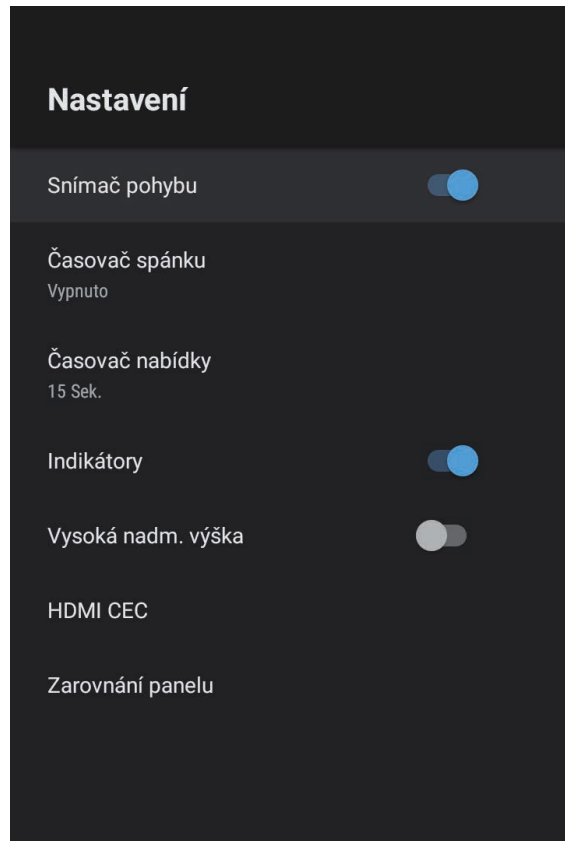 Nastavení
Snímač pohybu
Časovač spánku
Vypnuto
Časovač nabídky
15 Sek.
Indikátory
Vysoká nadm. výška
HDMI CEC
Zarovnání panelu